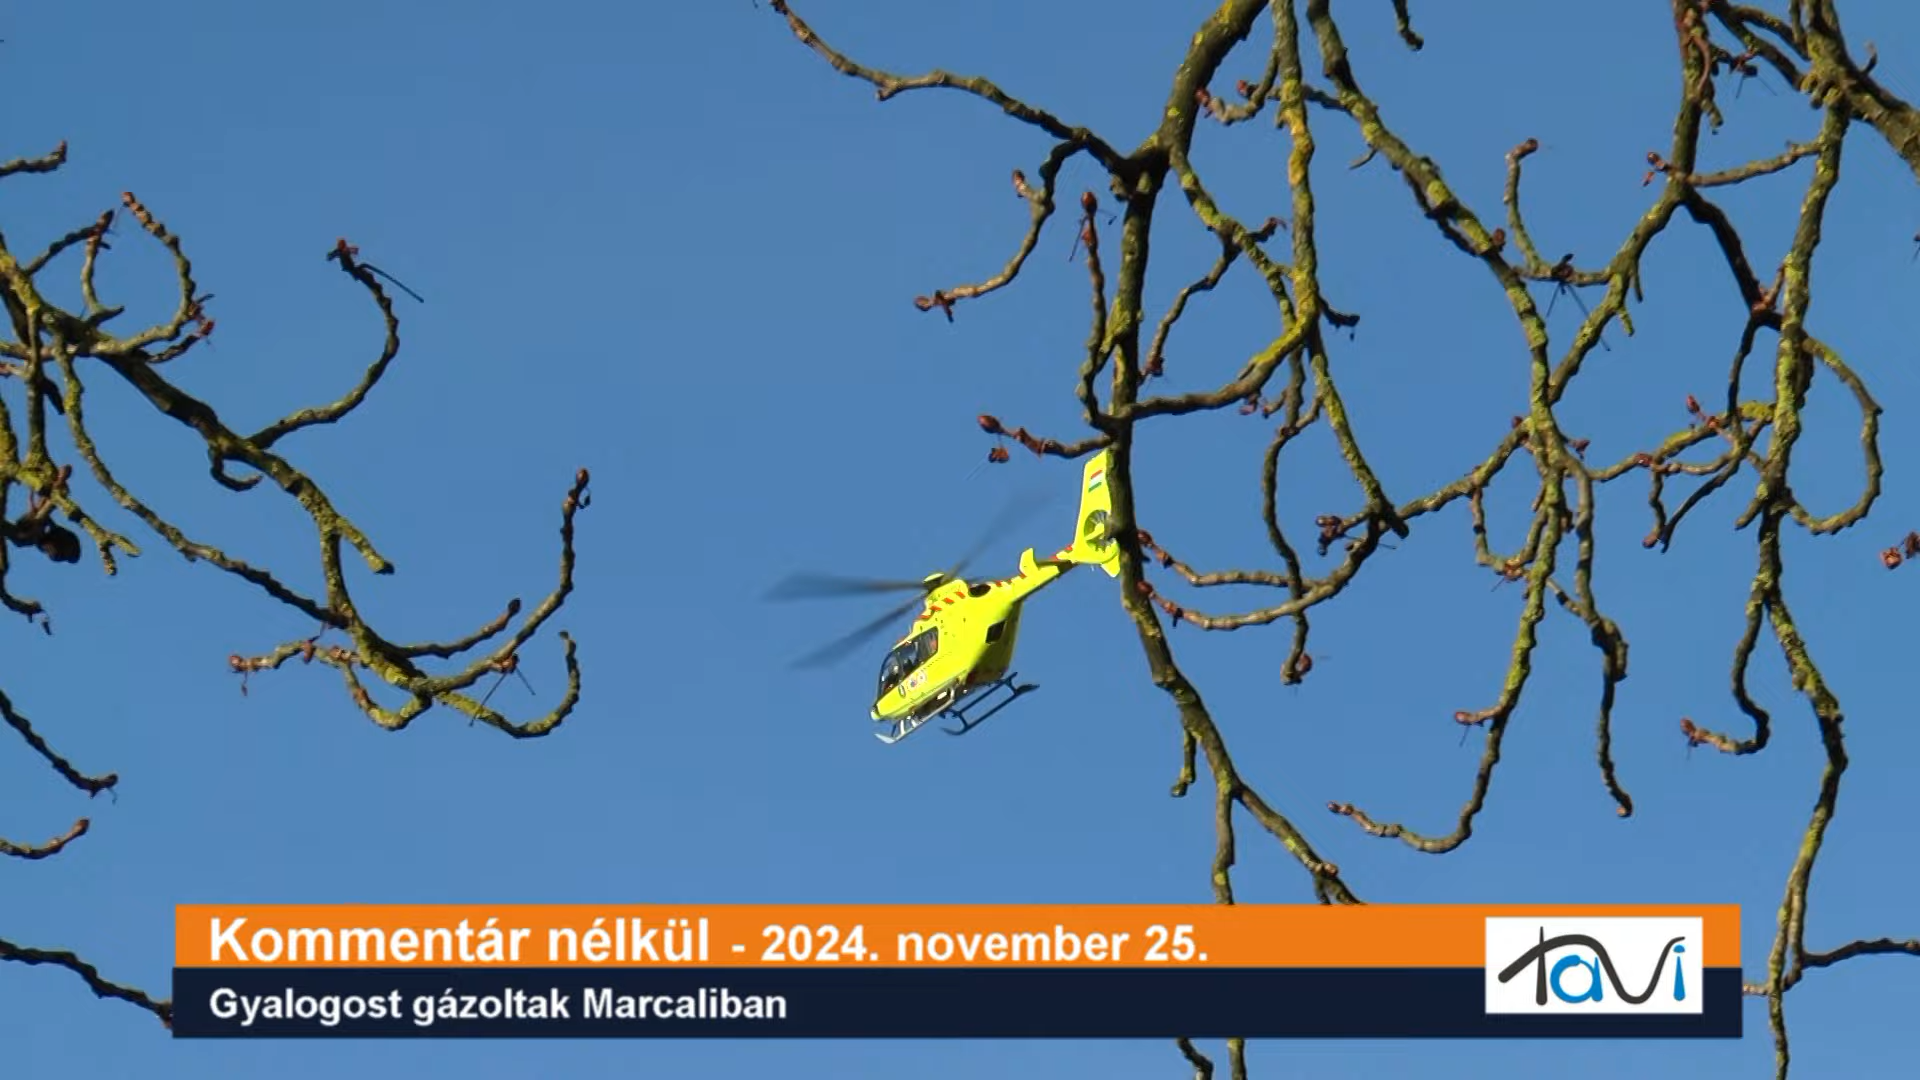 Kommentár nélkül - 2024. november 25.
Gyalogost gázoltak Marcaliban
TaVi